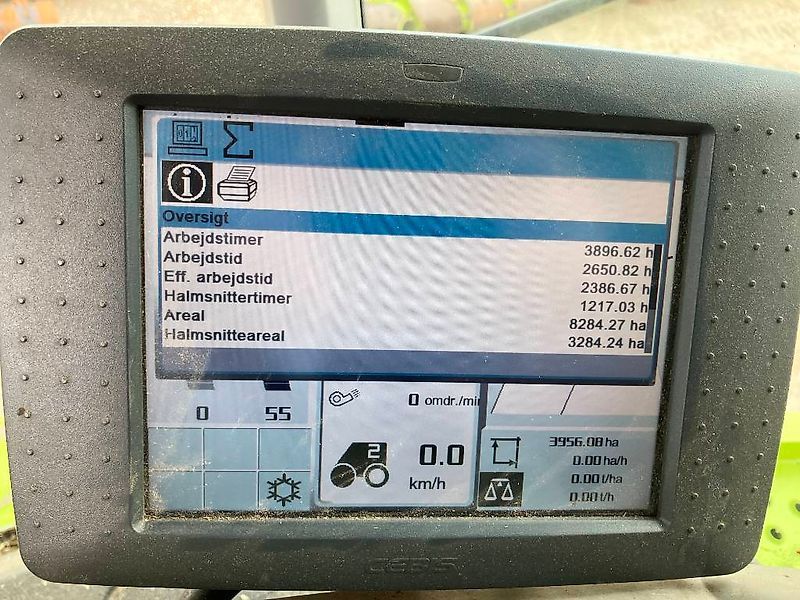 Oversigt
Arbejdstimer 3896.62 h
Arbejdstid 2650.82 h
Eff. arbejdstid 2386.67 h
Halmsnittertimer 1217.03 h
Areal 8284.27 ha
Halmsnitteareal 3284.24 ha
0 55
0 omdr./min
2
0.0
km/h
3956.08 ha
0.00 ha/h
0.00 t/ha
0.00 t/h
CEBIS